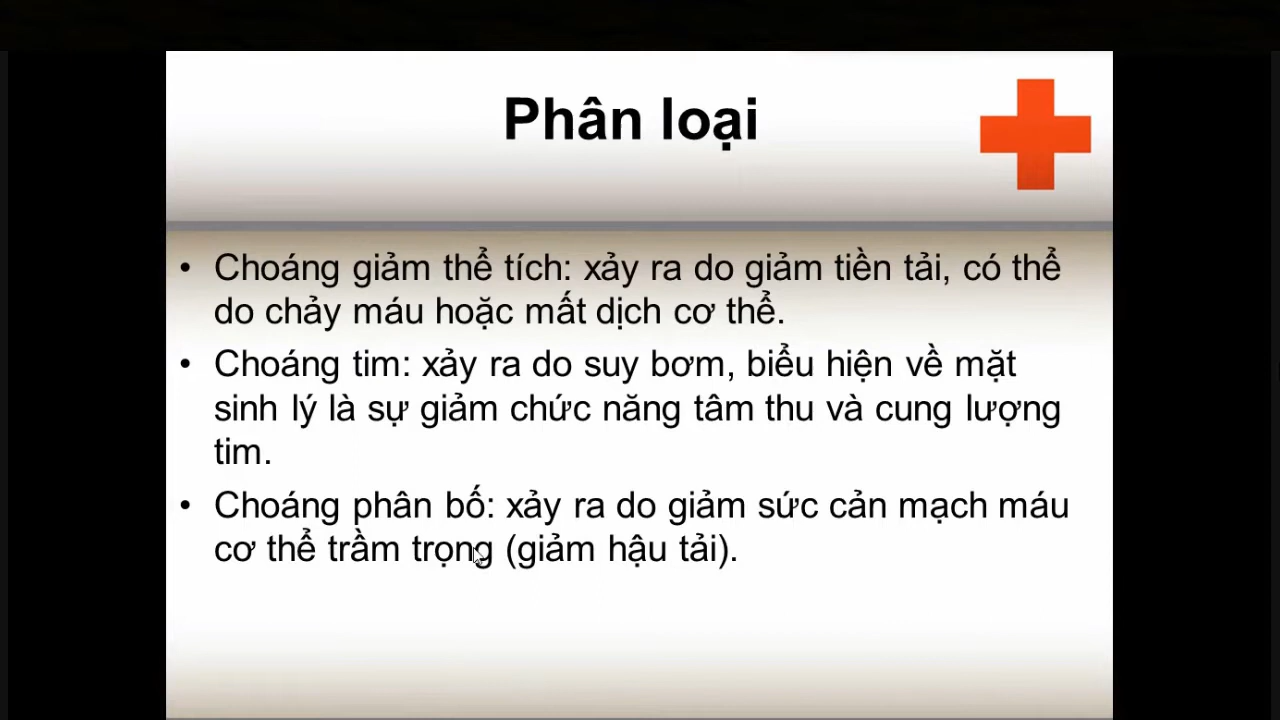 Phân loại
• Choáng giảm thể tích: xảy ra do giảm tiền tải, có thể
do chảy máu hoặc mất dịch cơ thể.
• Choáng tim: xảy ra do suy bơm, biểu hiện về mặt
sinh lý là sự giảm chức năng tâm thu và cung lượng
tim.
• Choáng phân bố: xảy ra do giảm sức cản mạch máu
cơ thể trầm trọng (giảm hậu tải).